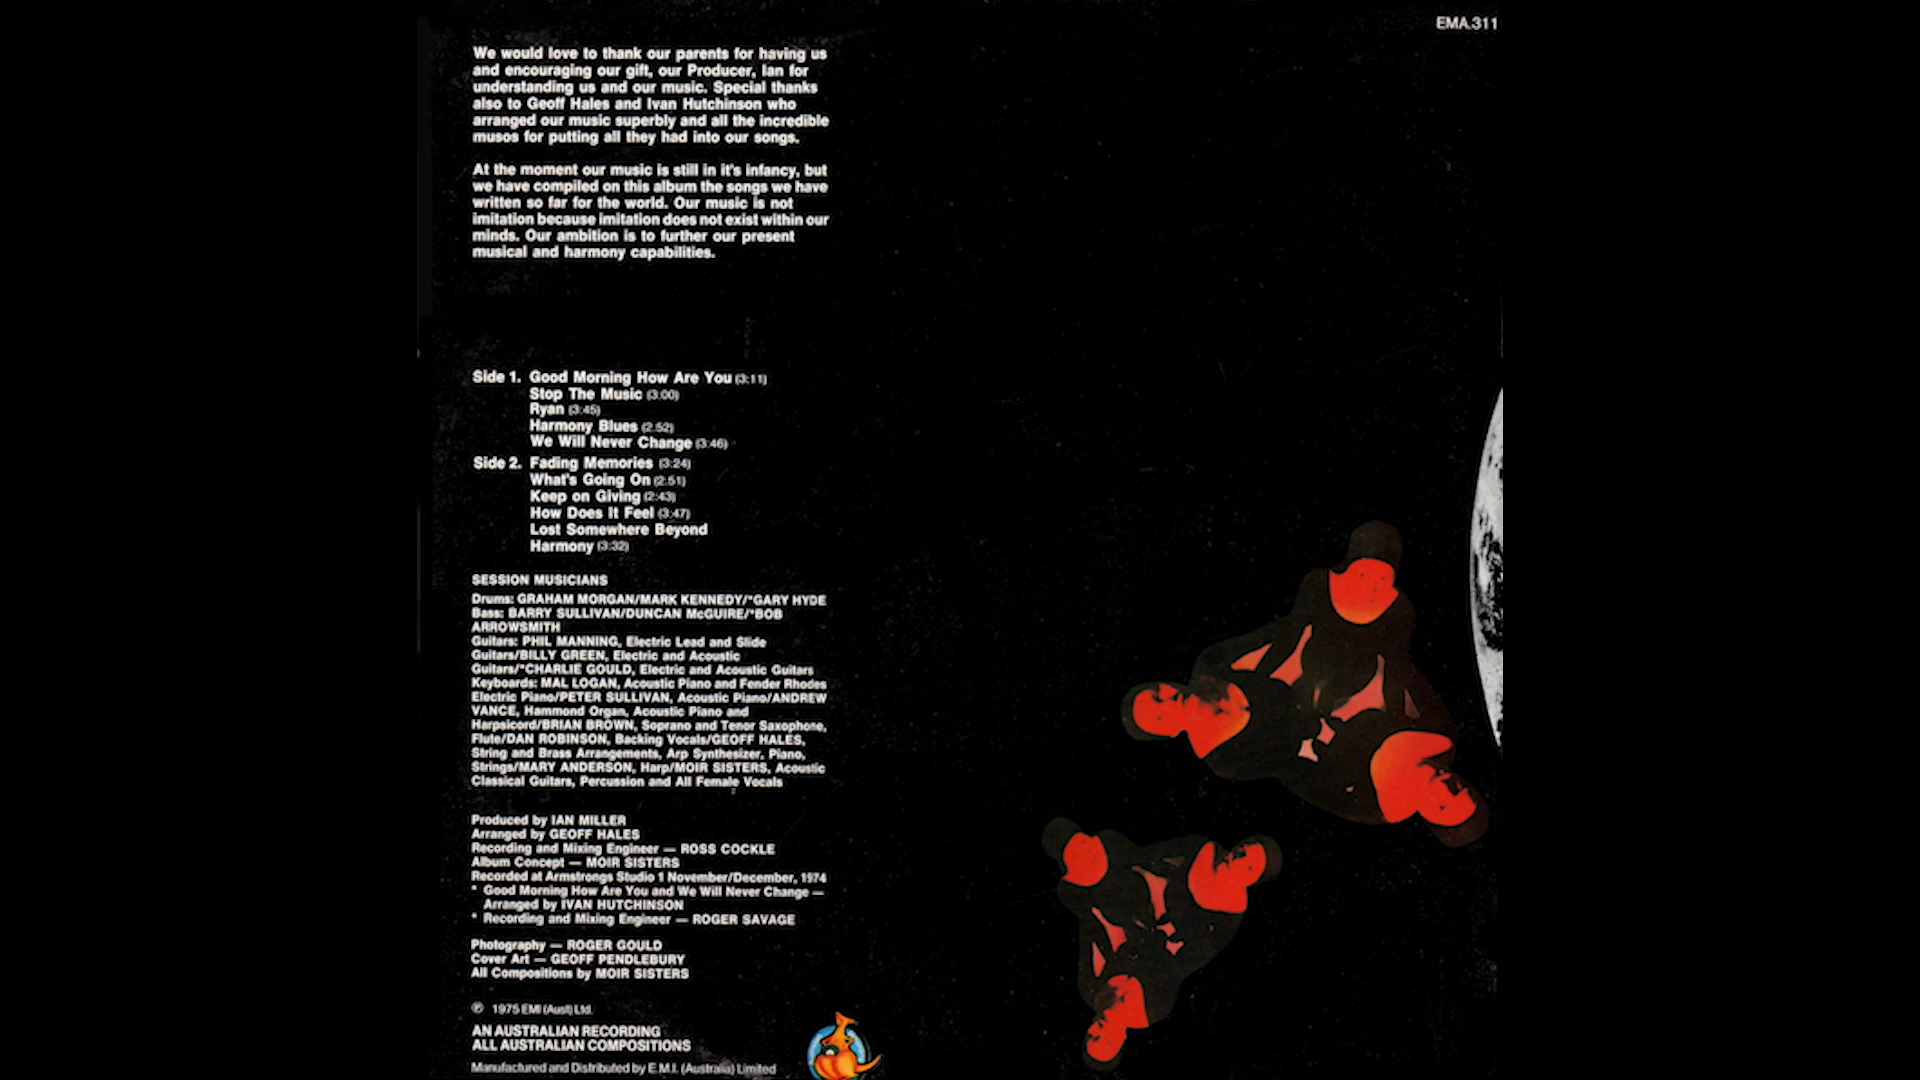 EMA.311
We would love to thank our parents for having us
and encouraging our gift, our Producer, Ian for
understanding us and our music. Special thanks
also to Geoff Hales and Ivan Hutchinson who
arranged our music superbly and all the incredible
musos for putting all they had into our songs.
At the moment our music is still in it's infancy, but
we have compiled on this album the songs we have
written so far for the world. Our music is not
imitation because imitation does not exist within our
minds. Our ambition is to further our present
musical and harmony capabilities.
Side 1. Good Morning How Are You (3:11)
Stop The Music (3:00)
Ryan (3:45)
Harmony Blues (2:52)
We Will Never Change (3:46)
Side 2. Fading Memories (3:24)
What's Going On (2:51)
Keep on Giving (2:43)
How Does It Feel (3:47)
Lost Somewhere Beyond
Harmony (3:32)
SESSION MUSICIANS
Drums: GRAHAM MORGAN/MARK KENNEDY/*GARY HYDE
Bass: BARRY SULLIVAN/DUNCAN McGUIRE/*BOB
ARROWSMITH
Guitars: PHIL MANNING, Electric Lead and Slide
Guitars/BILLY GREEN, Electric and Acoustic
Guitars/*CHARLIE GOULD, Electric and Acoustic Guitars
Keyboards: MAL LOGAN, Acoustic Piano and Fender Rhodes
Electric Piano/PETER SULLIVAN, Acoustic Piano/ANDREW
VANCE, Hammond Organ, Acoustic Piano and
Harpsicord/BRIAN BROWN, Soprano and Tenor Saxophone,
Flute/DAN ROBINSON, Backing Vocals/GEOFF HALES,
String and Brass Arrangements, Arp Synthesizer, Piano,
Strings/MARY ANDERSON, Harp/MOIR SISTERS, Acoustic
Classical Guitars, Percussion and All Female Vocals
Produced by IAN MILLER
Arranged by GEOFF HALES
Recording and Mixing Engineer — ROSS COCKLE
Album Concept — MOIR SISTERS
Recorded at Armstrongs Studio 1 November/December, 1974
* Good Morning How Are You and We Will Never Change —
Arranged by IVAN HUTCHINSON
* Recording and Mixing Engineer — ROGER SAVAGE
Photography — ROGER GOULD
Cover Art — GEOFF PENDLEBURY
All Compositions by MOIR SISTERS
℗ 1975 EMI (Aust) Ltd.
AN AUSTRALIAN RECORDING
ALL AUSTRALIAN COMPOSITIONS
Manufactured and Distributed by E.M.I. (Australia) Limited